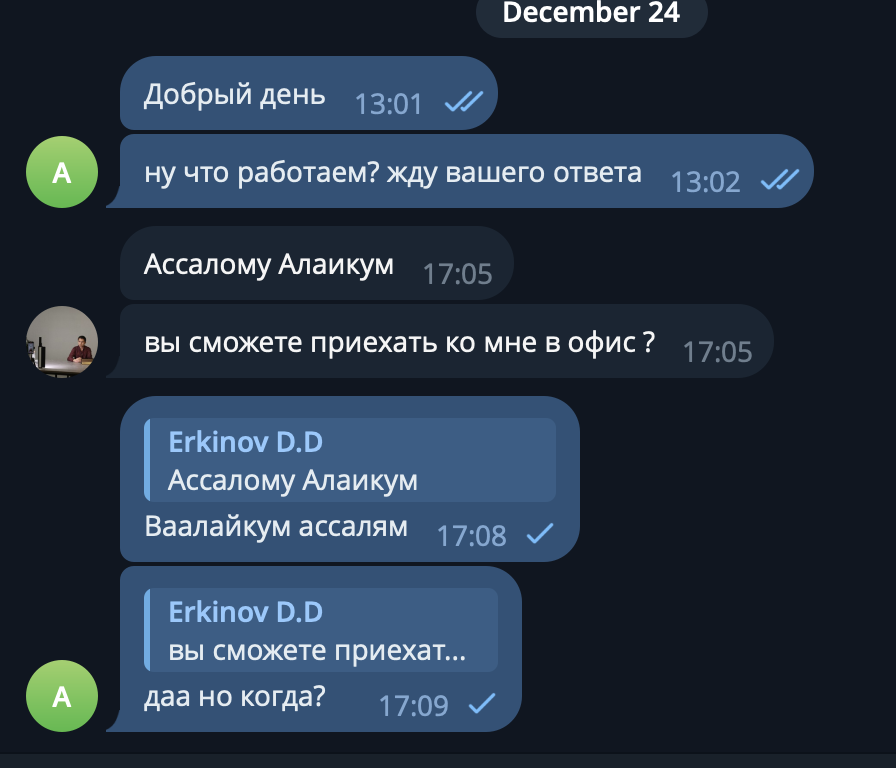 December 24
Добрый день 13:01
ну что работаем? жду вашего ответа 13:02
A
Ассалому Алаикум 17:05
вы сможете приехать ко мне в офис ? 17:05
Erkinov D.D
Ассалому Алаикум
Ваалайкум ассалям 17:08
Erkinov D.D
вы сможете приехат...
даа но когда? 17:09
A